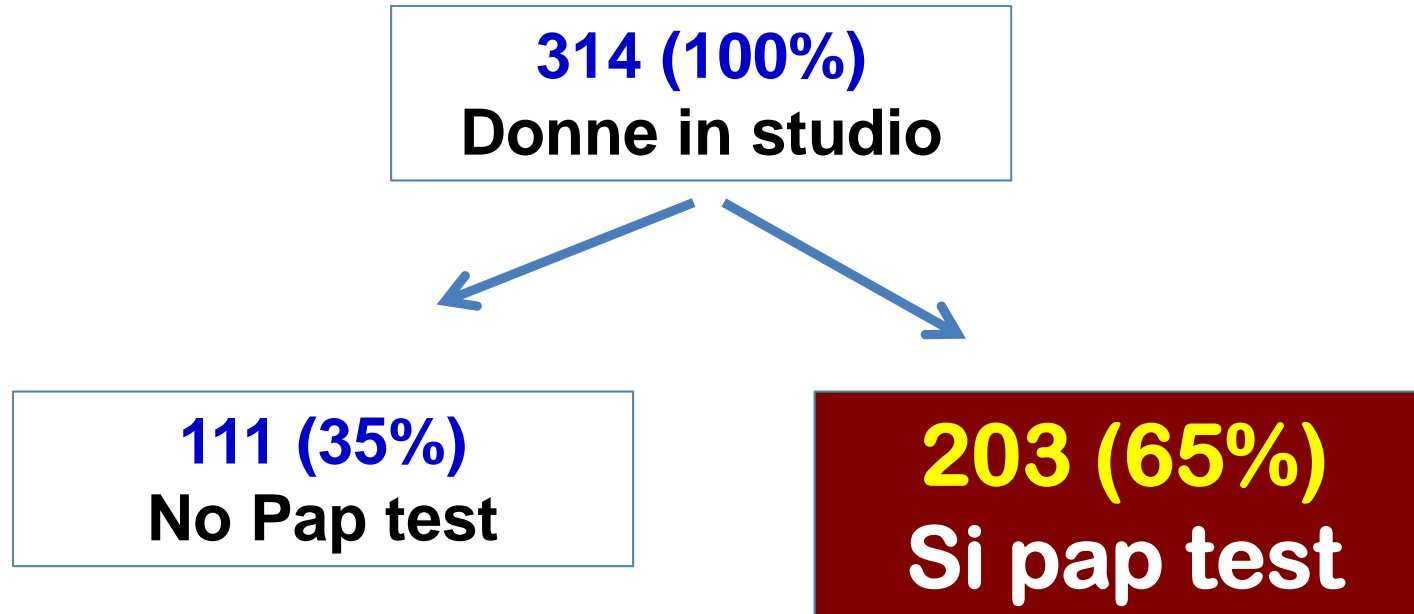 314 (100%)
Donne in studio
111 (35%)
No Pap test
203 (65%)
Si pap test